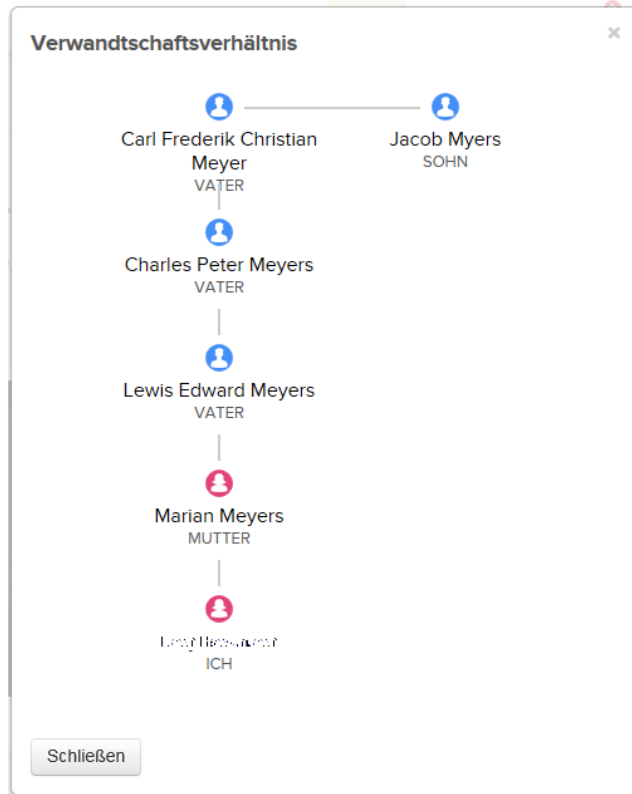 Verwandtschaftsverhältnis
Carl Frederik Christian
Meyer
VATER
Jacob Myers
SOHN
Charles Peter Meyers
VATER
Lewis Edward Meyers
VATER
Marian Meyers
MUTTER
ICH
Schließen